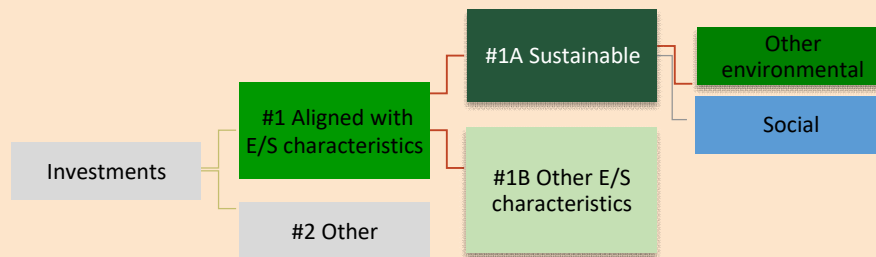 Investments
#1 Aligned with
E/S characteristics
#2 Other
#1A Sustainable
#1B Other E/S
characteristics
Other
environmental
Social